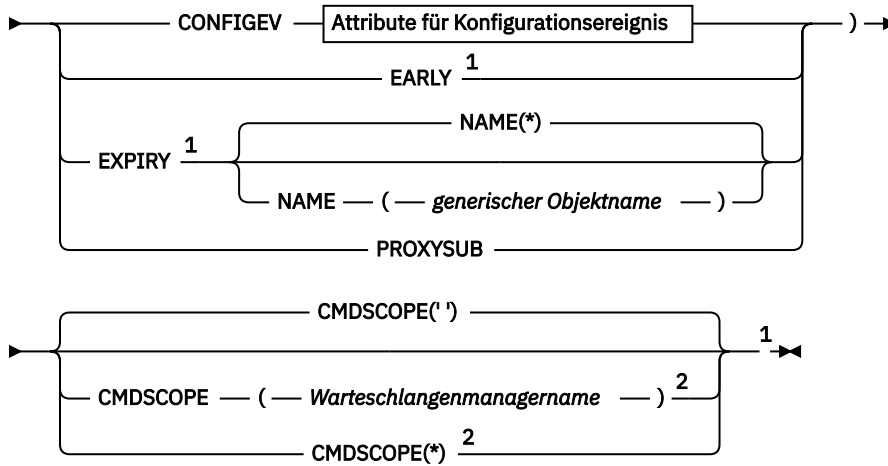 CONFIGEV Attribute für Konfigurationsereignis )
EARLY 1
NAME(*)
EXPIRY 1
NAME ( generischer Objektname )
PROXYSUB
CMDSCOPE(' ')
1
CMDSCOPE ( Warteschlangenmanagername ) 2
CMDSCOPE(*) 2